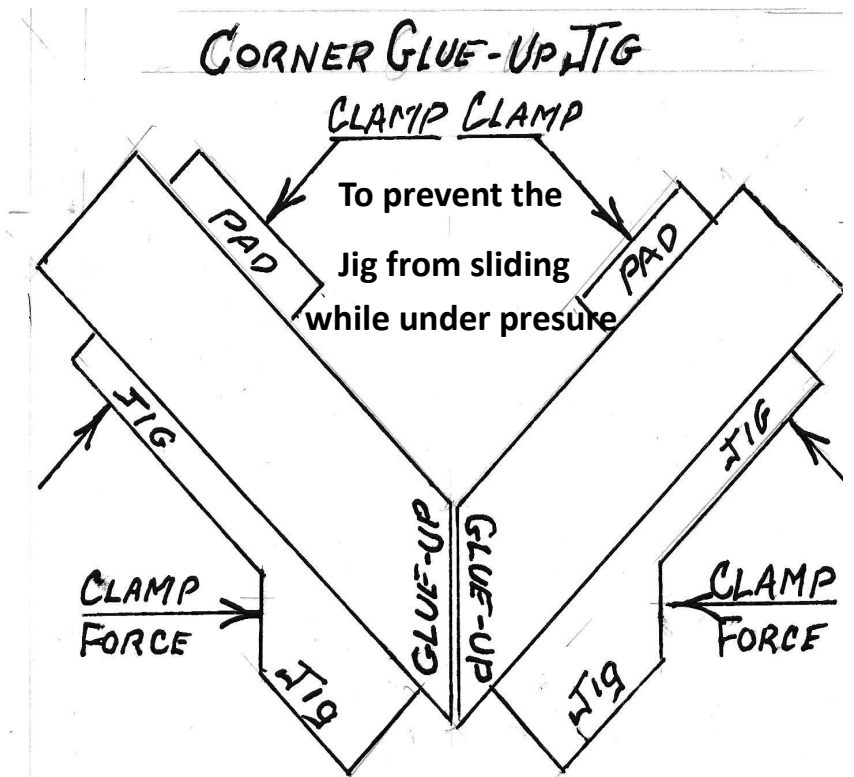 CORNER GLUE-UP JIG
CLAMP CLAMP
To prevent the
Jig from sliding
while under presure
PAD
PAD
JIG
JIG
GLUE-UP
GLUE-UP
CLAMP
FORCE
CLAMP
FORCE
Jig
Jig